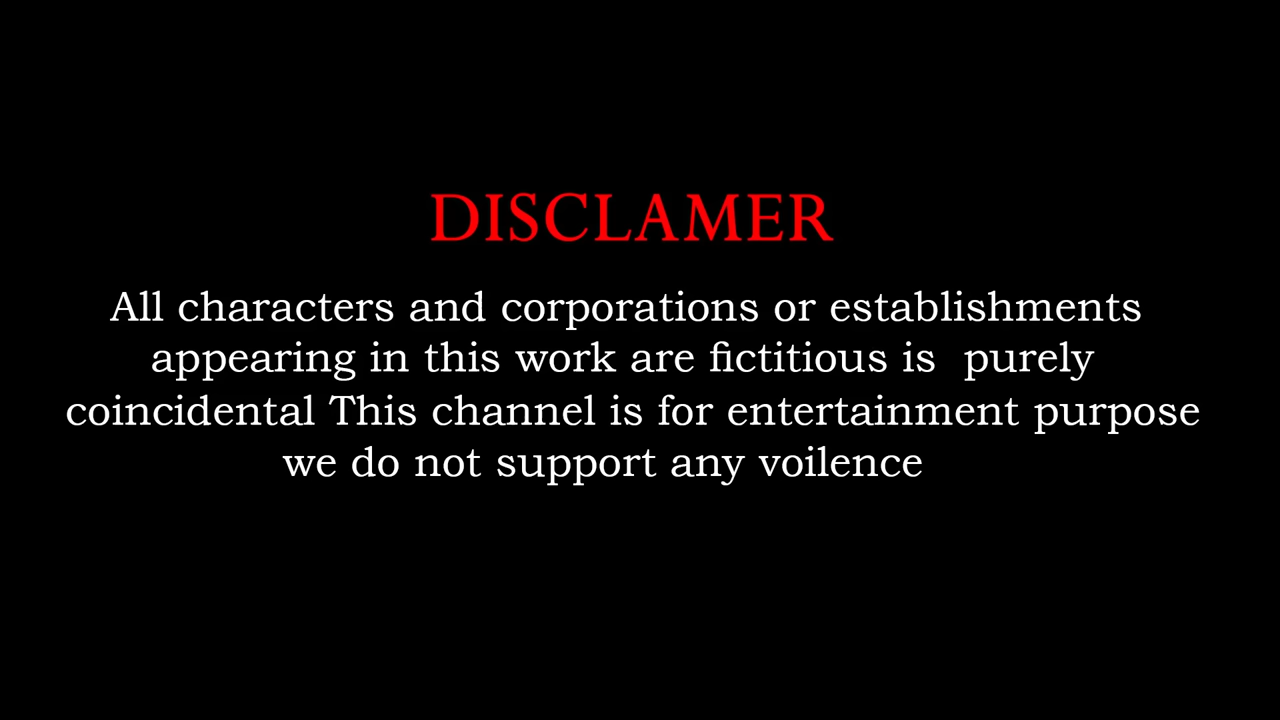 DISCLAMER
All characters and corporations or establishments
appearing in this work are fictitious is  purely
coincidental This channel is for entertainment purpose
we do not support any voilence